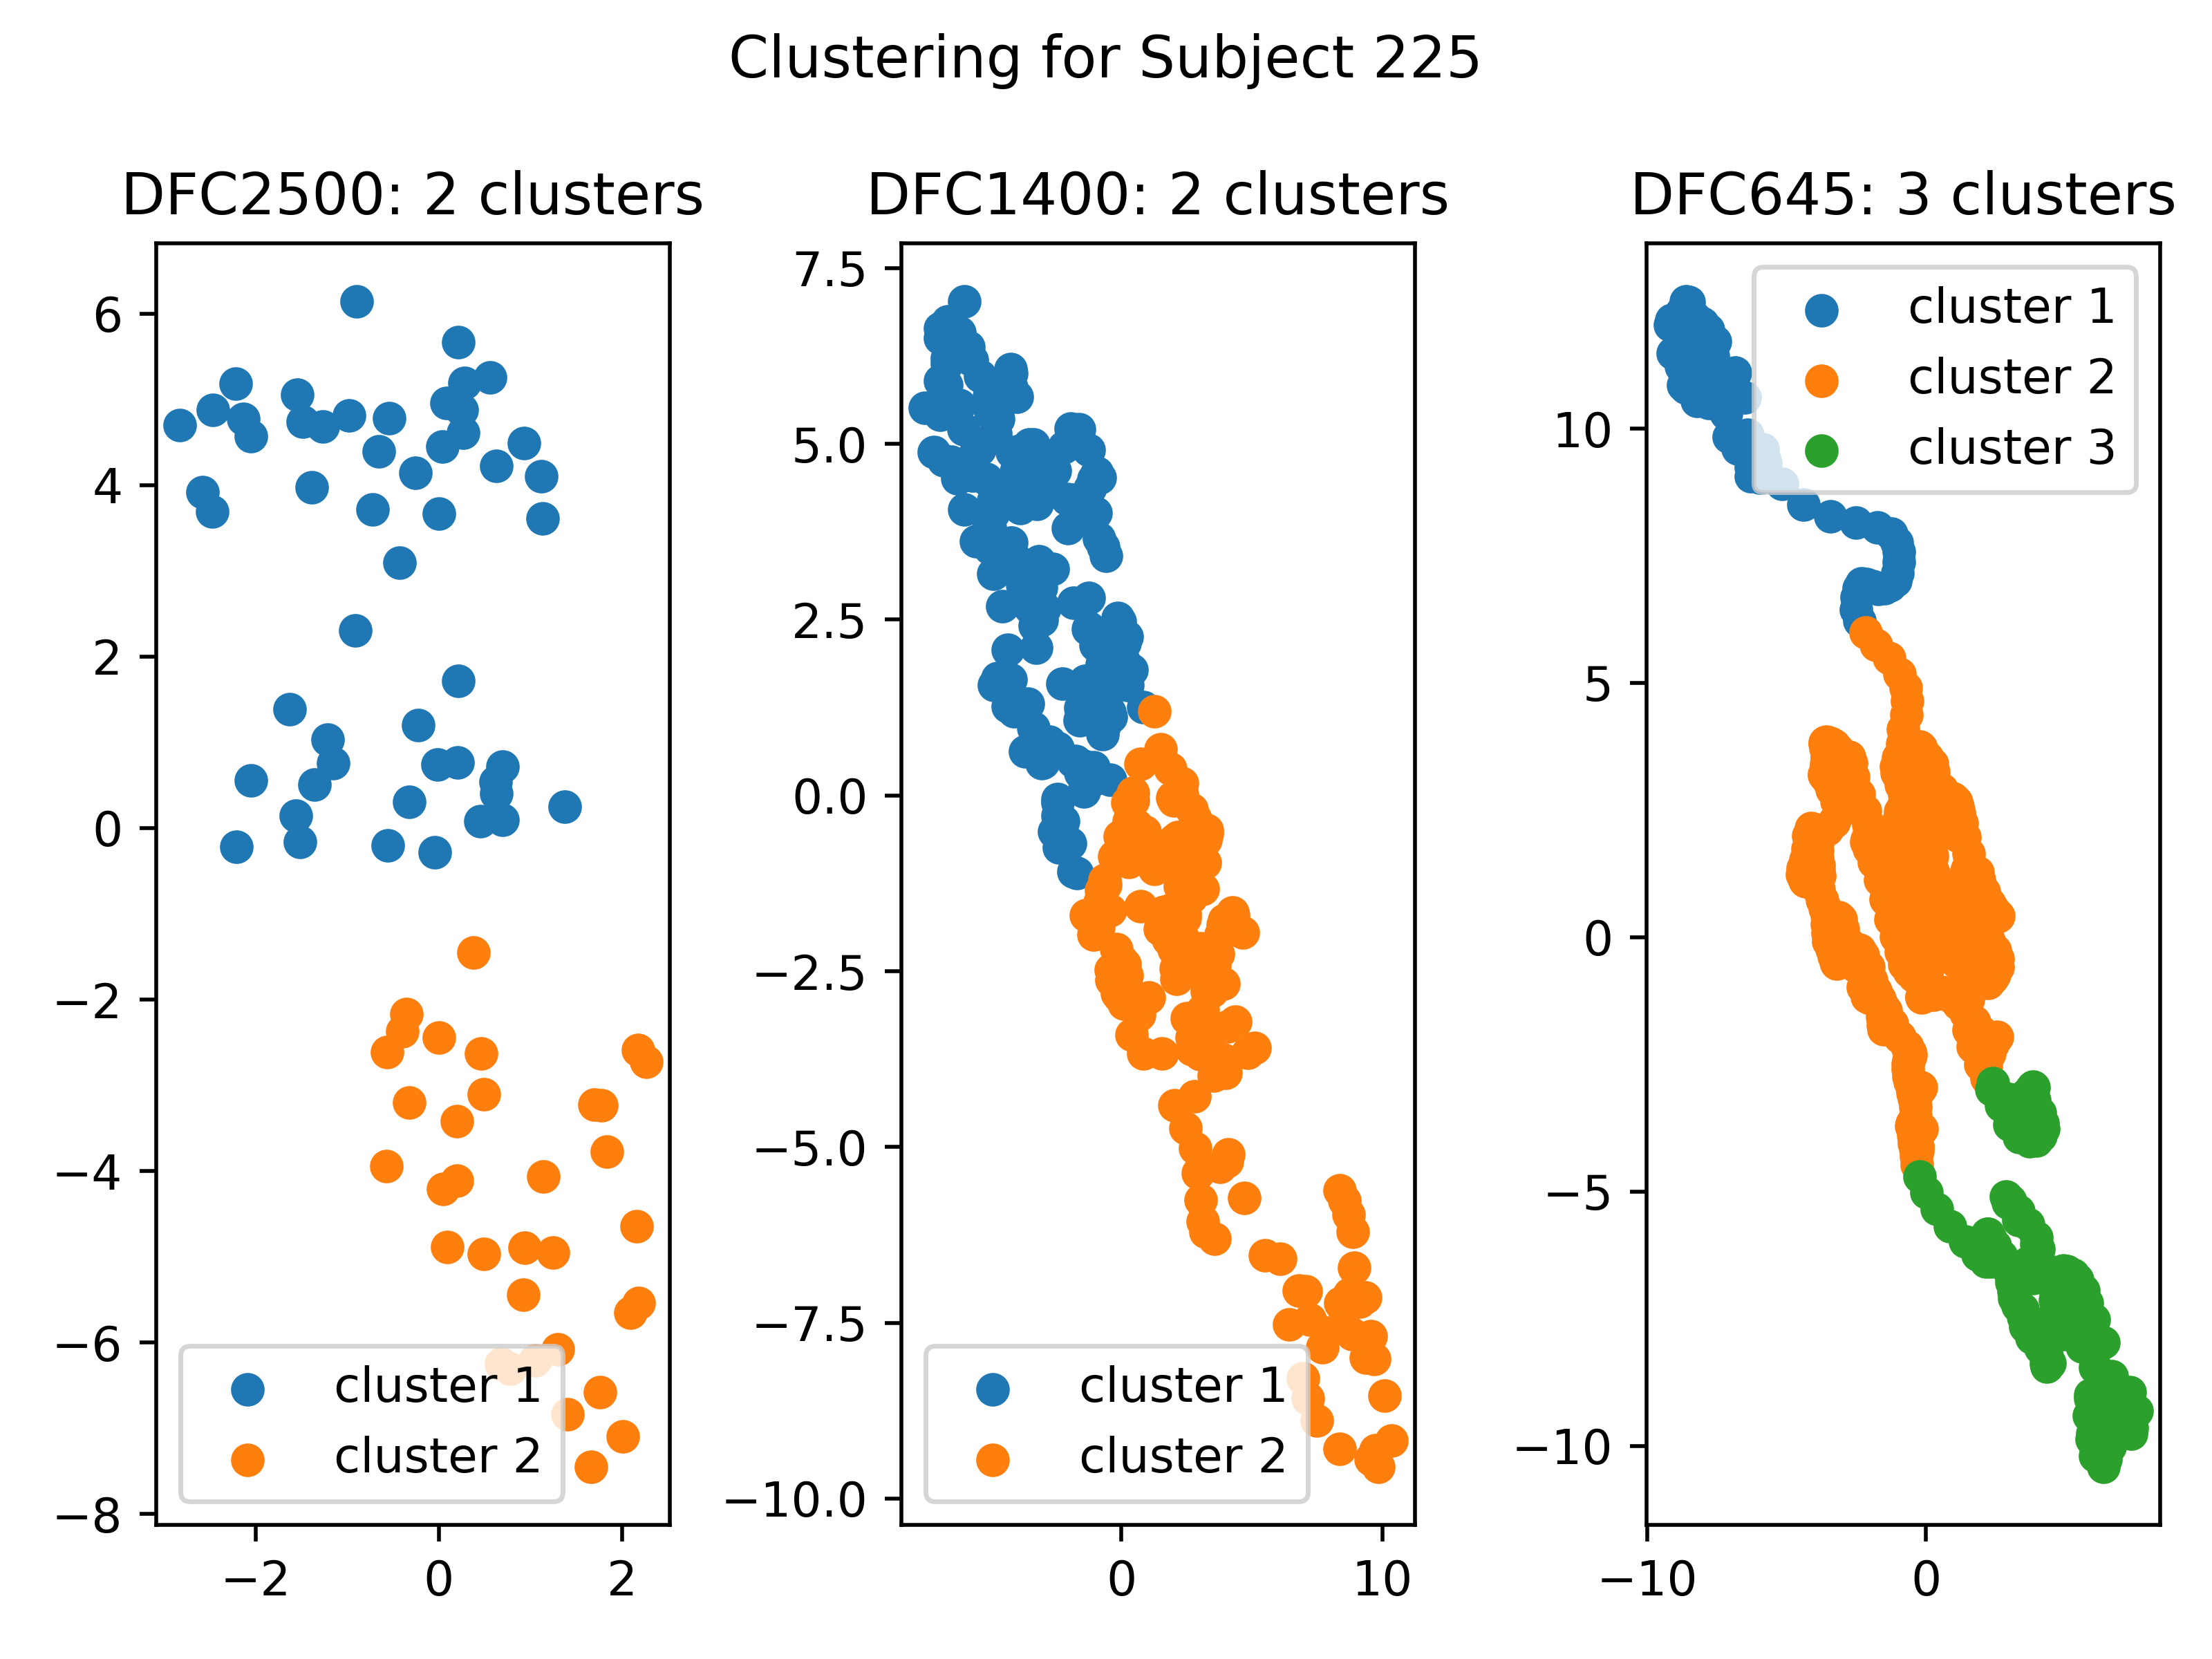 Clustering for Subject 225
DFC2500: 2 clusters
6
4
2
0
−2
−4
−6
−8
−2 0 2
cluster 1
cluster 2
DFC1400: 2 clusters
7.5
5.0
2.5
0.0
−2.5
−5.0
−7.5
−10.0
0 10
cluster 1
cluster 2
DFC645: 3 clusters
cluster 1
cluster 2
cluster 3
10
5
0
−5
−10
−10 0